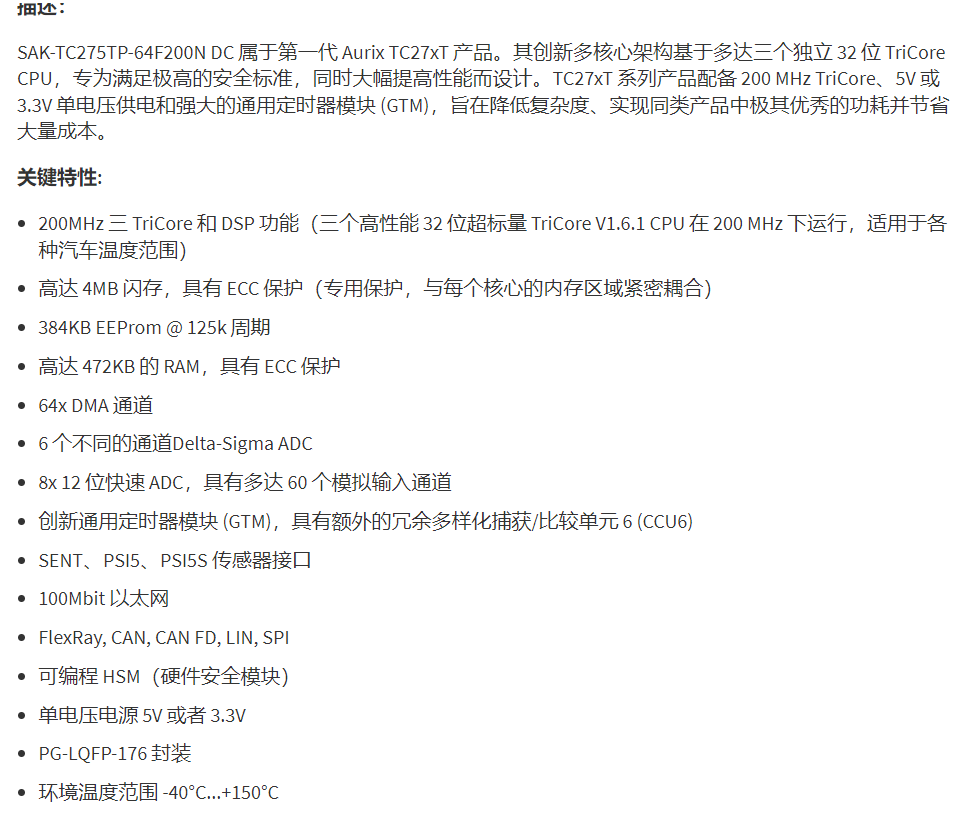 描述：
SAK-TC275TP-64F200N DC 属于第一代 Aurix TC27xT 产品。其创新多核心架构基于多达三个独立 32 位 TriCore
CPU，专为满足极高的安全标准，同时大幅提高性能而设计。TC27xT 系列产品配备 200 MHz TriCore、5V 或
3.3V 单电压供电和强大的通用定时器模块 (GTM)，旨在降低复杂度、实现同类产品中极其优秀的功耗并节省
大量成本。
关键特性:
• 200MHz 三 TriCore 和 DSP 功能（三个高性能 32 位超标量 TriCore V1.6.1 CPU 在 200 MHz 下运行，适用于各
种汽车温度范围）
• 高达 4MB 闪存，具有 ECC 保护（专用保护，与每个核心的内存区域紧密耦合）
• 384KB EEProm @ 125k 周期
• 高达 472KB 的 RAM，具有 ECC 保护
• 64x DMA 通道
• 6 个不同的通道Delta-Sigma ADC
• 8x 12 位快速 ADC，具有多达 60 个模拟输入通道
• 创新通用定时器模块 (GTM)，具有额外的冗余多样化捕获/比较单元 6 (CCU6)
• SENT、PSI5、PSI5S 传感器接口
• 100Mbit 以太网
• FlexRay, CAN, CAN FD, LIN, SPI
• 可编程 HSM（硬件安全模块）
• 单电压电源 5V 或者 3.3V
• PG-LQFP-176 封装
• 环境温度范围 -40°C...+150°C